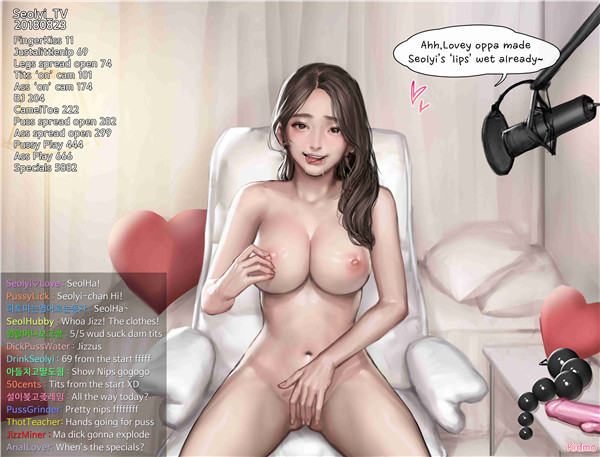 Seolyi_TV
20180823
FingerKiss 11
Justalittlenip 69
Legs spread open 74
Tits 'on' cam 101
Ass 'on' cam 174
BJ 204
CamelToe 222
Puss spread open 282
Ass spread open 299
Pussy Play 444
Ass Play 666
Specials 5882
Ahh,Lovey oppa made
Seolyi's 'lips' wet already~
Seolyi♡Love : SeolHa!
PussyLick : Seolyi-chan Hi!
: SeolHa~
SeolHubby : Whoa Jizz! The clothes!
: 5/5 wud suck dam tits
DickPussWater : Jizzus
DrinkSeolyi : 69 from the start fffff
: Show Nips gogogo
50cents : Tits from the start XD
: All the way today?
PussGrinder : Pretty nips ffffffff
ThotTeacher: Hands going for puss
JizzMiner : Ma dick gonna explode
AnalLover: When's the specials?
Kidmo